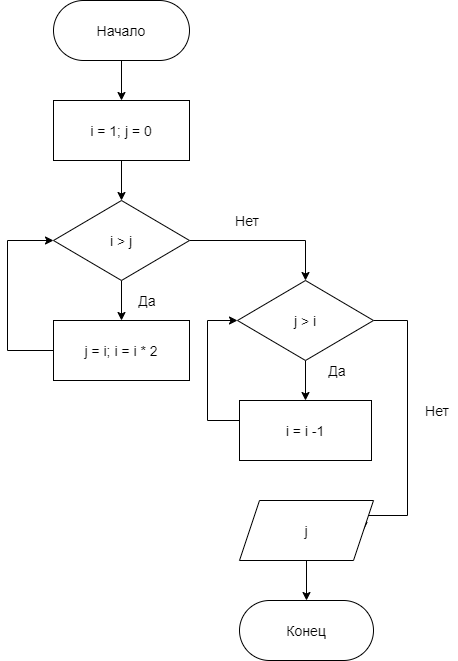 Начало
i = 1; j = 0
i > j
Нет
Да
j = i; i = i * 2
j > i
Да
Нет
i = i -1
j
Конец